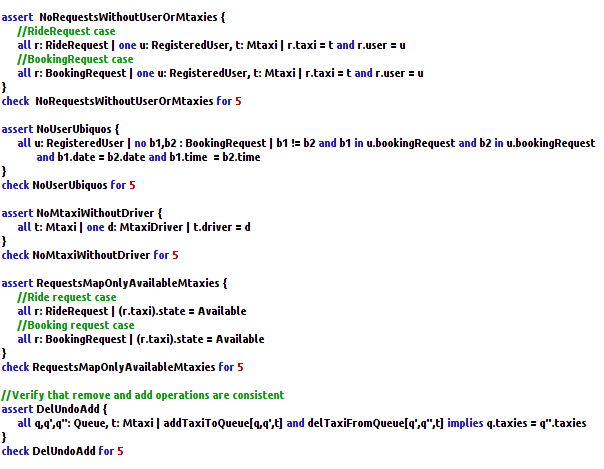 assert NoRequestsWithoutUserOrMtaxies {
//RideRequest case
all r: RideRequest | one u: RegisteredUser, t: Mtaxi | r.taxi = t and r.user = u
//BookingRequest case
all r: BookingRequest | one u: RegisteredUser, t: Mtaxi | r.taxi = t and r.user = u
}
check NoRequestsWithoutUserOrMtaxies for 5
assert NoUserUbiquos {
all u: RegisteredUser | no b1,b2 : BookingRequest | b1 != b2 and b1 in u.bookingRequest and b2 in u.bookingRequest
and b1.date = b2.date and b1.time = b2.time
}
check NoUserUbiquos for 5
assert NoMtaxiWithoutDriver {
all t: Mtaxi | one d: MtaxiDriver | t.driver = d
}
check NoMtaxiWithoutDriver for 5
assert RequestsMapOnlyAvailableMtaxies {
//Ride request case
all r: RideRequest | (r.taxi).state = Available
//Booking request case
all r: BookingRequest | (r.taxi).state = Available
}
check RequestsMapOnlyAvailableMtaxies for 5
//Verify that remove and add operations are consistent
assert DelUndoAdd {
all q,q',q'': Queue, t: Mtaxi | addTaxiToQueue[q,q',t] and delTaxiFromQueue[q',q'',t] implies q.taxies = q''.taxies
}
check DelUndoAdd for 5